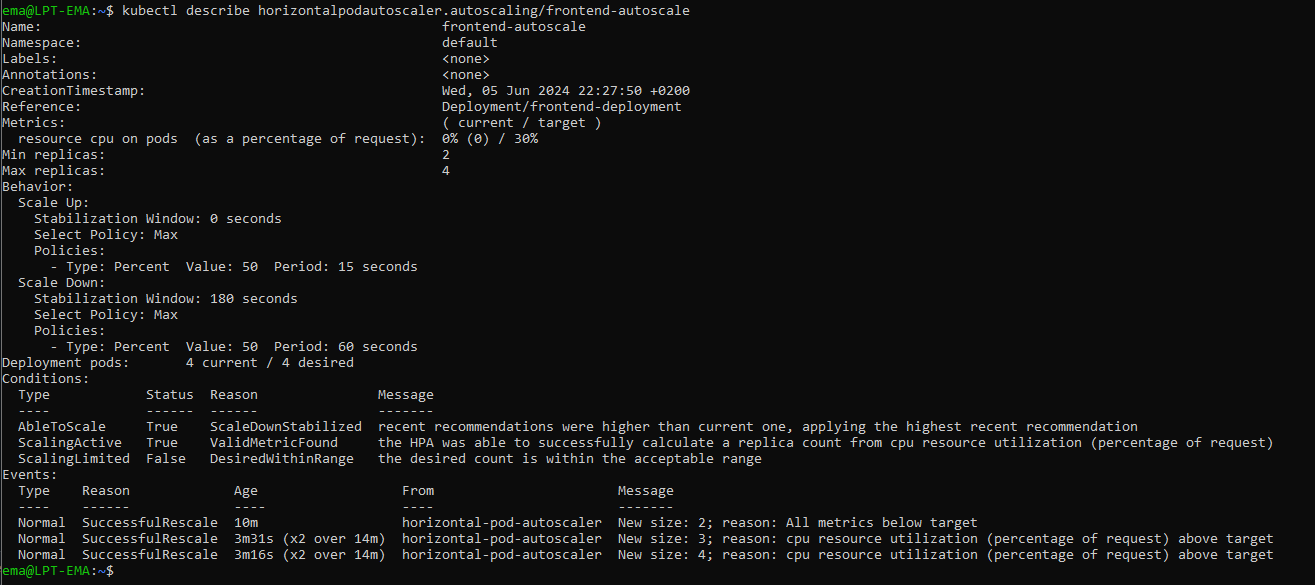 ema@LPT-EMA:~$ kubectl describe horizontalpodautoscaler.autoscaling/frontend-autoscale
Name:                                                  frontend-autoscale
Namespace:                                             default
Labels:                                                <none>
Annotations:                                           <none>
CreationTimestamp:                                     Wed, 05 Jun 2024 22:27:50 +0200
Reference:                                             Deployment/frontend-deployment
Metrics:                                               ( current / target )
  resource cpu on pods  (as a percentage of request):  0% (0) / 30%
Min replicas:                                          2
Max replicas:                                          4
Behavior:
  Scale Up:
    Stabilization Window: 0 seconds
    Select Policy: Max
    Policies:
      - Type: Percent  Value: 50  Period: 15 seconds
  Scale Down:
    Stabilization Window: 180 seconds
    Select Policy: Max
    Policies:
      - Type: Percent  Value: 50  Period: 60 seconds
Deployment pods:       4 current / 4 desired
Conditions:
  Type            Status  Reason              Message
  ----            ------  ------              -------
  AbleToScale     True    ScaleDownStabilized  recent recommendations were higher than current one, applying the highest recent recommendation
  ScalingActive   True    ValidMetricFound    the HPA was able to successfully calculate a replica count from cpu resource utilization (percentage of request)
  ScalingLimited  False   DesiredWithinRange  the desired count is within the acceptable range
Events:
  Type    Reason             Age                  From                       Message
  ----    ------             ----                 ----                       -------
  Normal  SuccessfulRescale  10m                  horizontal-pod-autoscaler  New size: 2; reason: All metrics below target
  Normal  SuccessfulRescale  3m31s (x2 over 14m)  horizontal-pod-autoscaler  New size: 3; reason: cpu resource utilization (percentage of request) above target
  Normal  SuccessfulRescale  3m16s (x2 over 14m)  horizontal-pod-autoscaler  New size: 4; reason: cpu resource utilization (percentage of request) above target
ema@LPT-EMA:~$